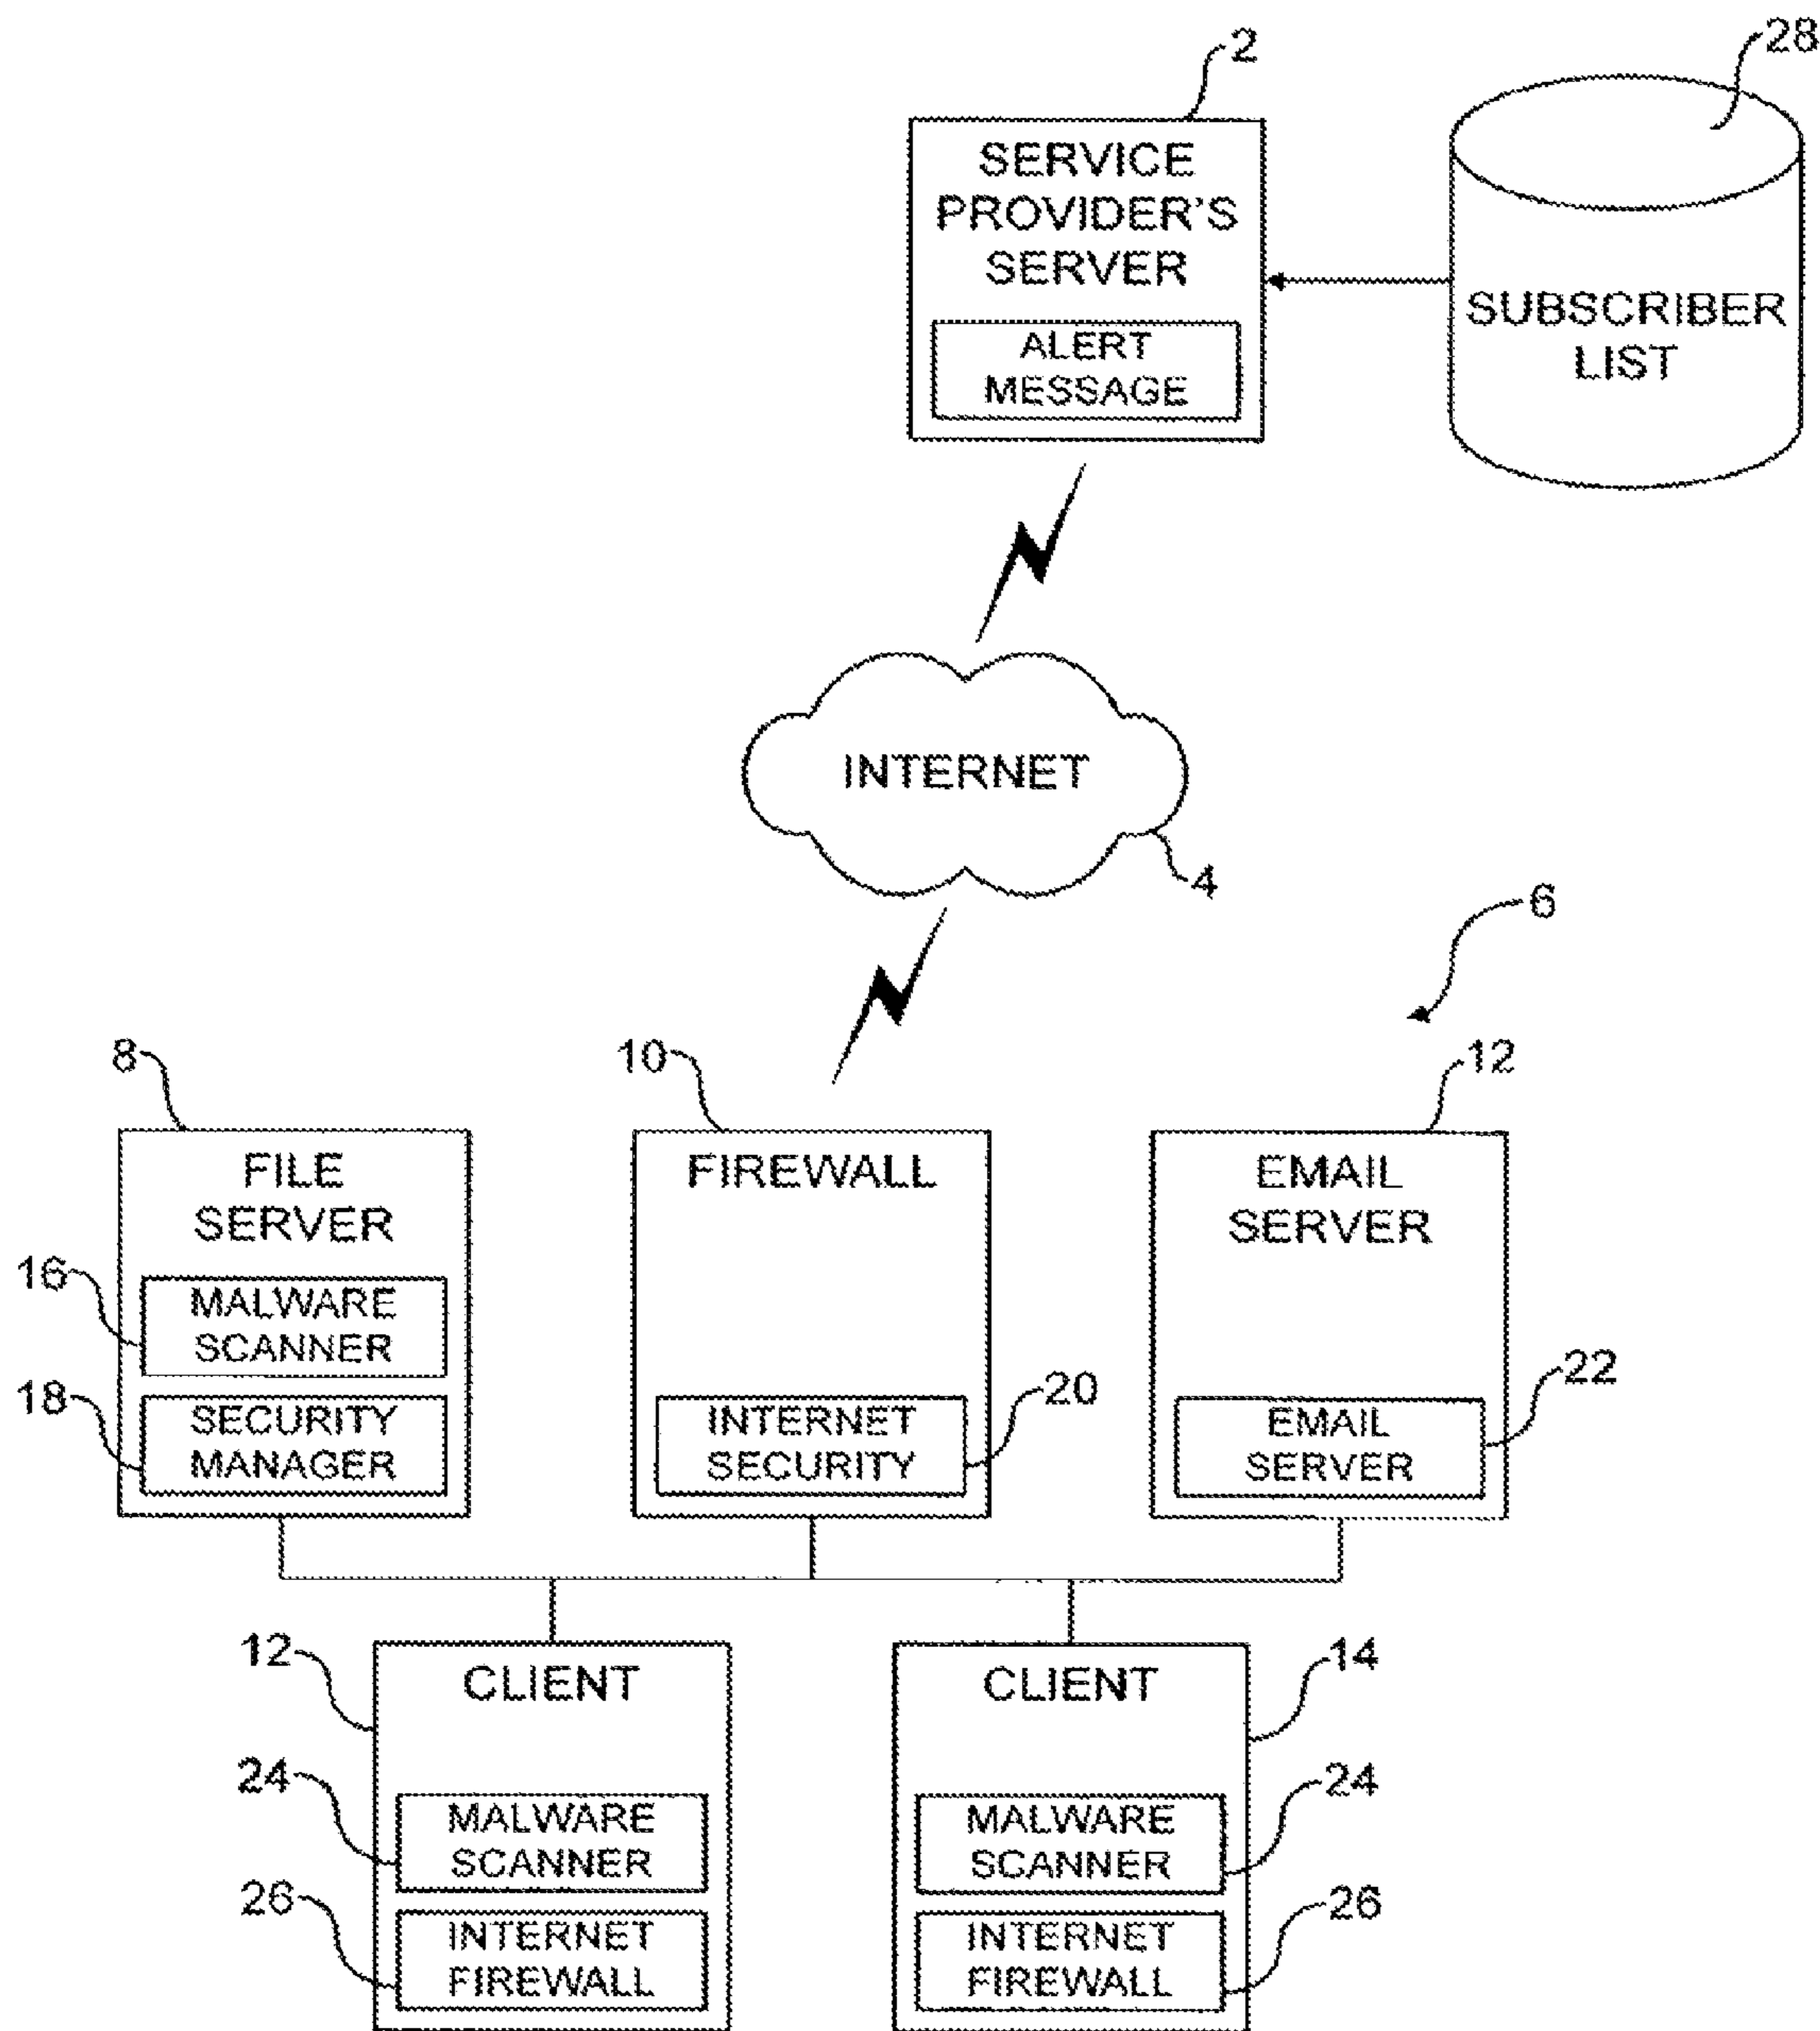 2
28
SERVICE
PROVIDER'S
SERVER
ALERT
MESSAGE
SUBSCRIBER
LIST
INTERNET
4
6
8
10
12
FILE
SERVER
FIREWALL
EMAIL
SERVER
16
MALWARE
SCANNER
18
SECURITY
MANAGER
INTERNET
SECURITY
20
EMAIL
SERVER
22
12
CLIENT
CLIENT
14
24
MALWARE
SCANNER
MALWARE
SCANNER
24
26
INTERNET
FIREWALL
INTERNET
FIREWALL
26